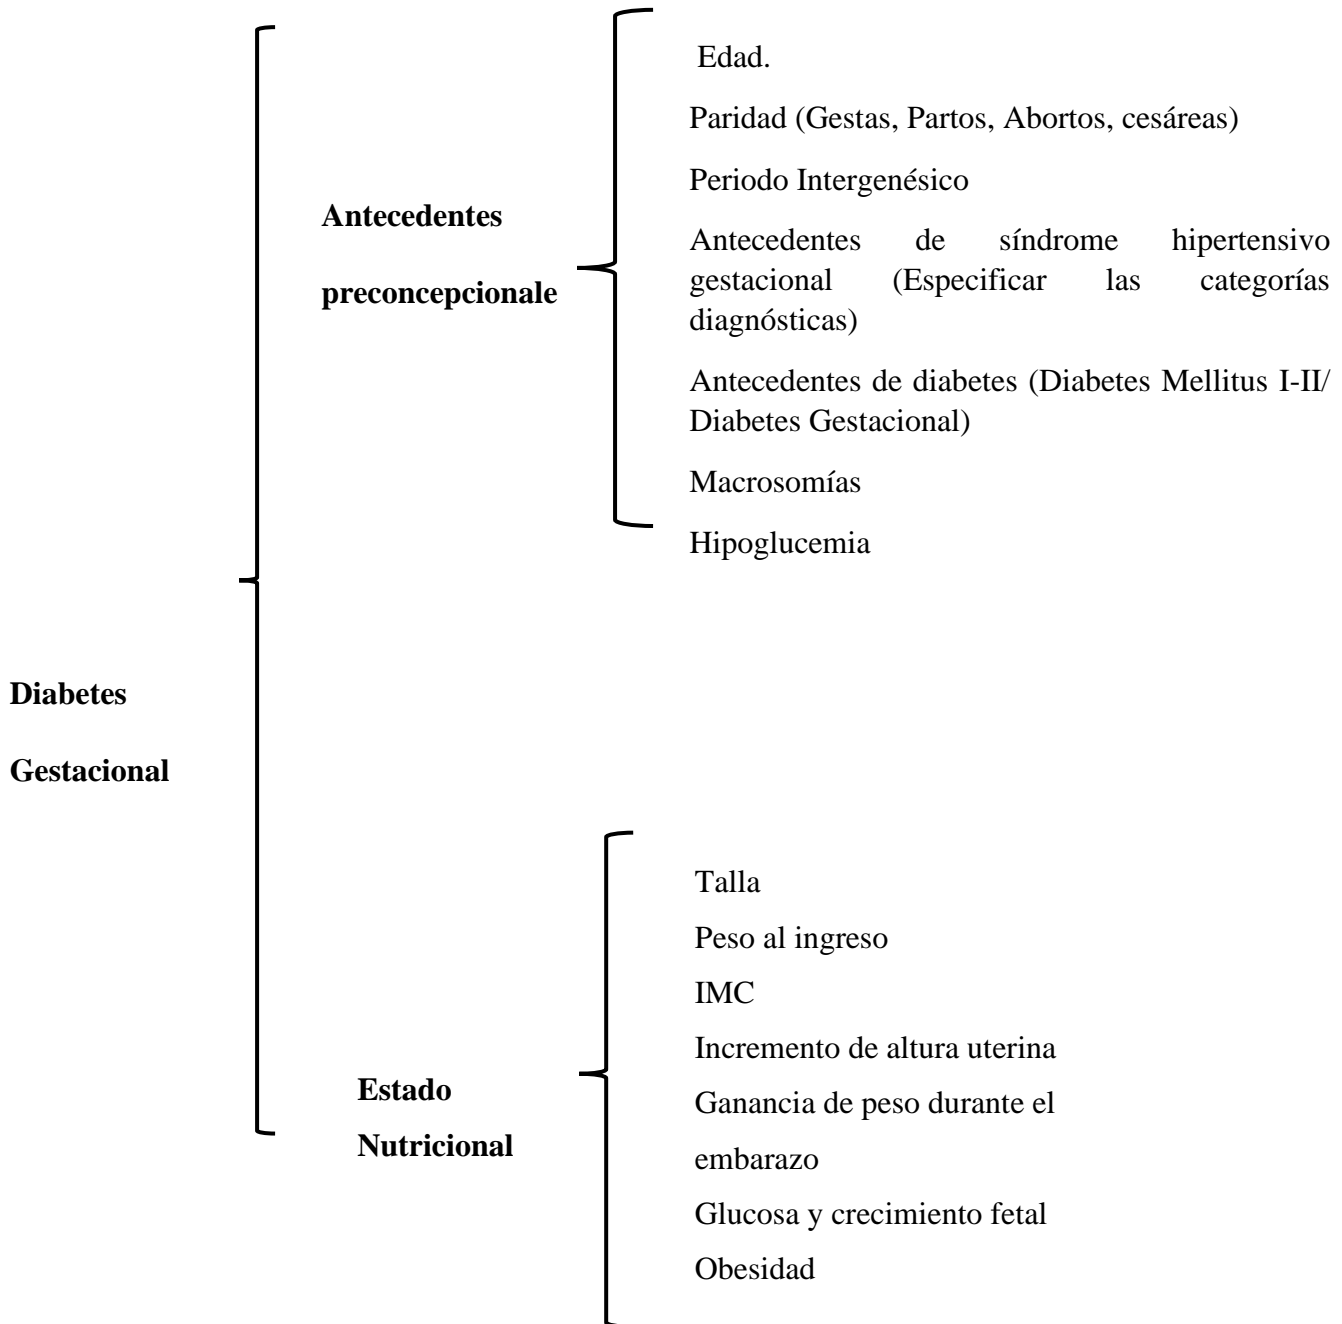 Diabetes
Gestacional
Antecedentes
preconcepcionale
Edad.
Paridad (Gestas, Partos, Abortos, cesáreas)
Periodo Intergenésico
Antecedentes de síndrome hipertensivo
gestacional (Especificar las categorías
diagnósticas)
Antecedentes de diabetes (Diabetes Mellitus I-II/
Diabetes Gestacional)
Macrosomías
Hipoglucemia
Estado
Nutricional
Talla
Peso al ingreso
IMC
Incremento de altura uterina
Ganancia de peso durante el
embarazo
Glucosa y crecimiento fetal
Obesidad